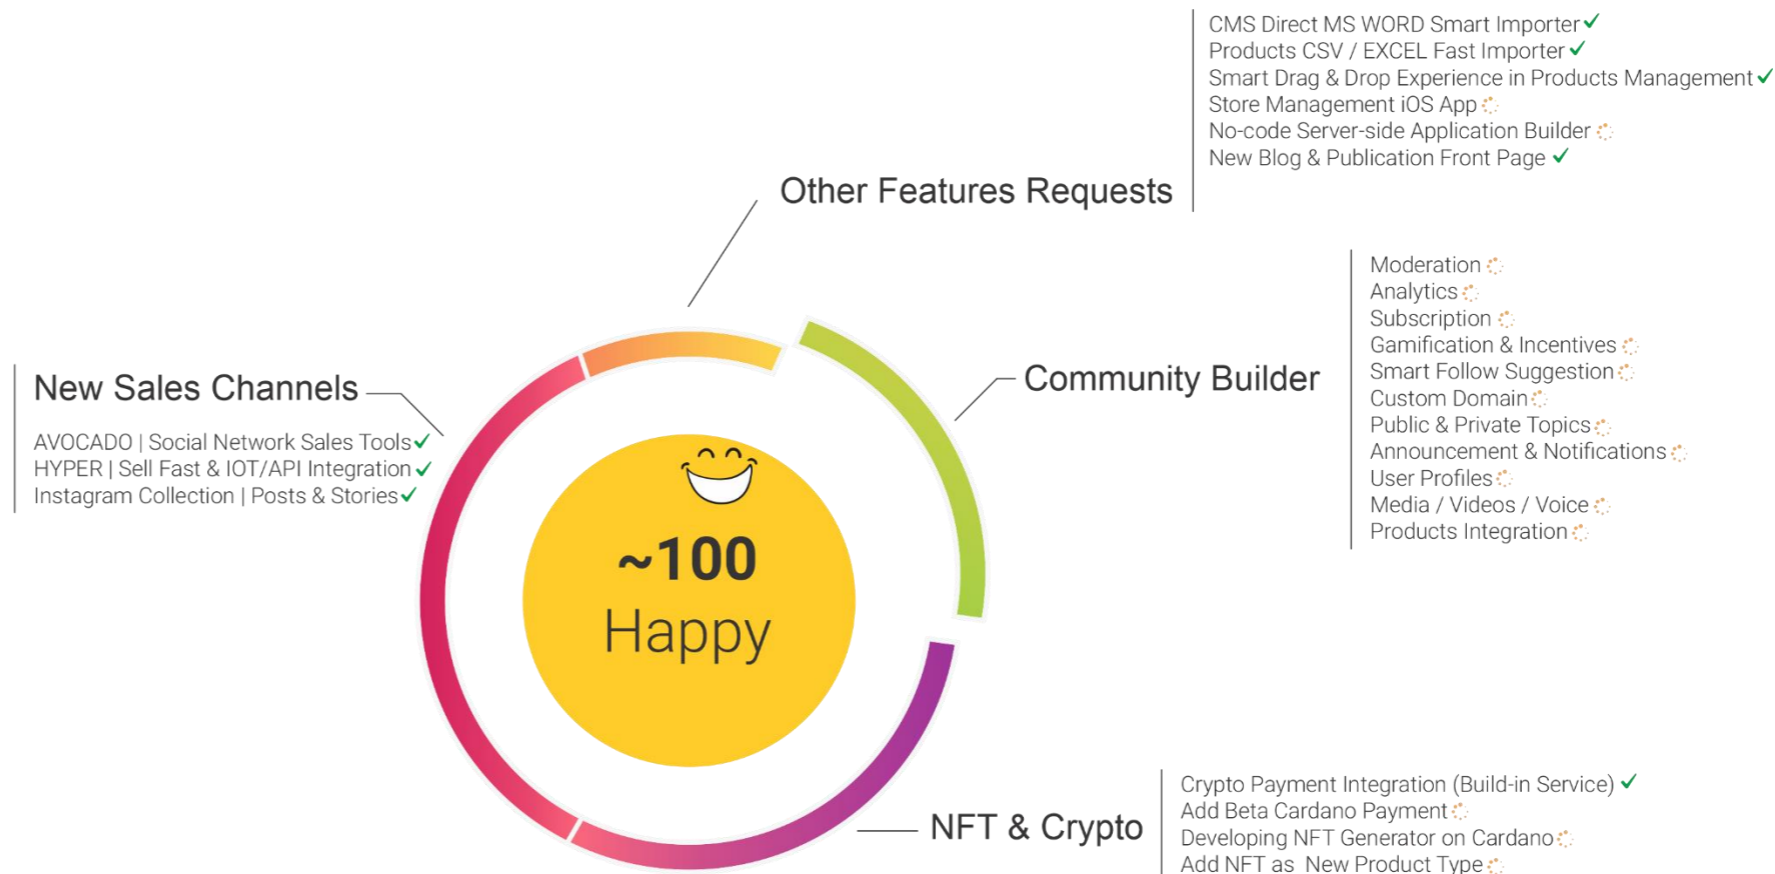 CMS Direct MS WORD Smart Importer
Products CSV / EXCEL Fast Importer
Smart Drag & Drop Experience in Products Management
Store Management iOS App
No-code Server-side Application Builder
New Blog & Publication Front Page
Other Features Requests
Moderation
Analytics
Subscription
Gamification & Incentives
Smart Follow Suggestion
Custom Domain
Public & Private Topics
Announcement & Notifications
User Profiles
Media / Videos / Voice
Products Integration
Community Builder
New Sales Channels
AVOCADO | Social Network Sales Tools
HYPER | Sell Fast & IOT/API Integration
Instagram Collection | Posts & Stories
~100
Happy
NFT & Crypto
Crypto Payment Integration (Build-in Service)
Add Beta Cardano Payment
Developing NFT Generator on Cardano
Add NFT as New Product Type